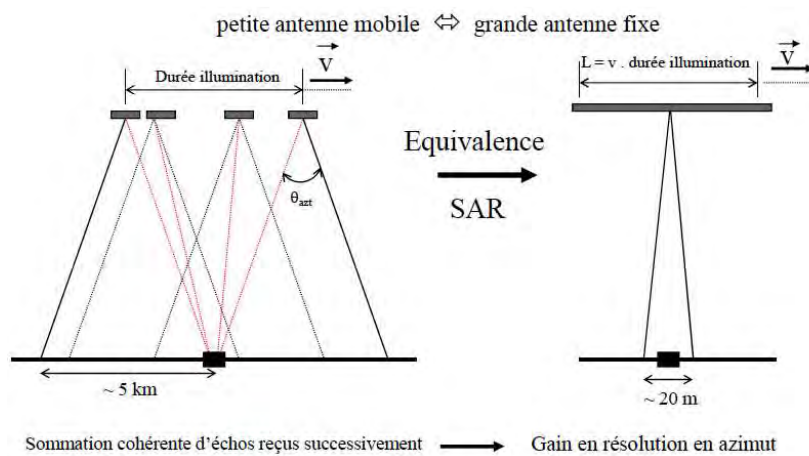 petite antenne mobile ⇔ grande antenne fixe
V
Durée illumination
L = v . durée illumination
V
Equivalence
SAR
θazt
~ 5 km
~ 20 m
Sommation cohérente d'échos reçus successivement
Gain en résolution en azimut